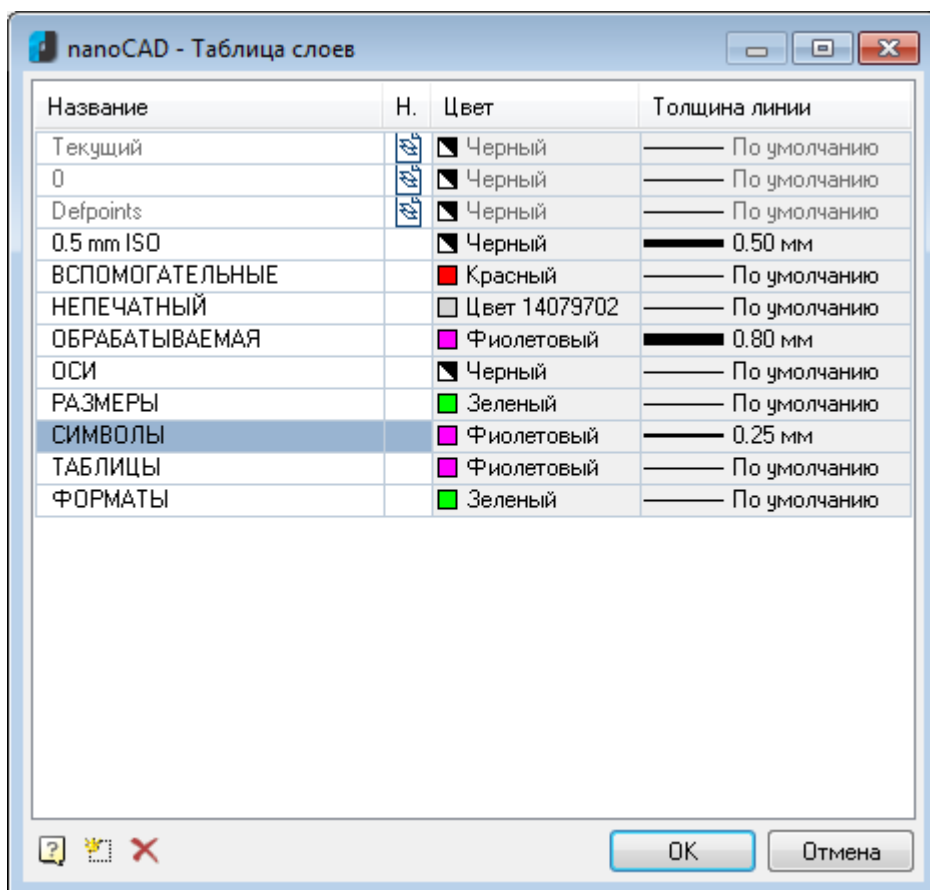 nanoCAD - Таблица слоев
Название Н. Цвет Толщина линии
Текущий Черный По умолчанию
0 Черный По умолчанию
Defpoints Черный По умолчанию
0.5 mm ISO Черный 0.50 мм
ВСПОМОГАТЕЛЬНЫЕ Красный По умолчанию
НЕПЕЧАТНЫЙ Цвет 14079702 По умолчанию
ОБРАБАТЫВАЕМАЯ Фиолетовый 0.80 мм
ОСИ Черный По умолчанию
РАЗМЕРЫ Зеленый По умолчанию
СИМВОЛЫ Фиолетовый 0.25 мм
ТАБЛИЦЫ Фиолетовый По умолчанию
ФОРМАТЫ Зеленый По умолчанию
OK Отмена